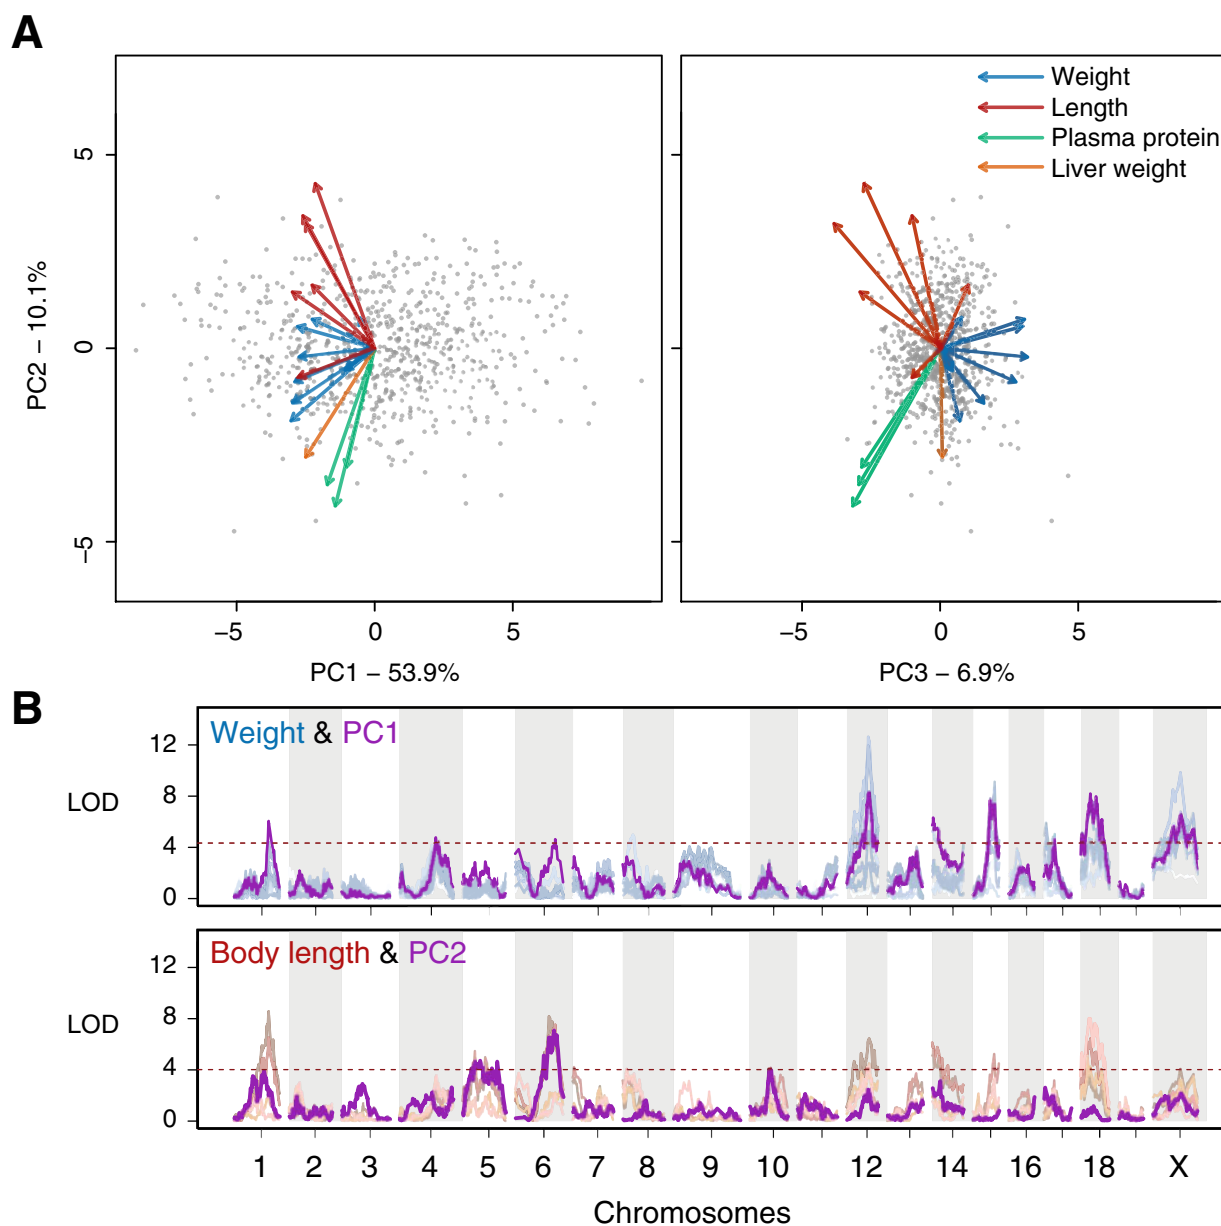 A
Weight
Length
Plasma protein
Liver weight
5
0
−5
PC2 − 10.1%
−5 0 5
−5 0 5
PC1 − 53.9%
PC3 − 6.9%
B
Weight & PC1
12
8
4
0
LOD
Body length & PC2
12
8
4
0
LOD
1 2 3 4 5 6 7 8 9 10 12 14 16 18 X
Chromosomes